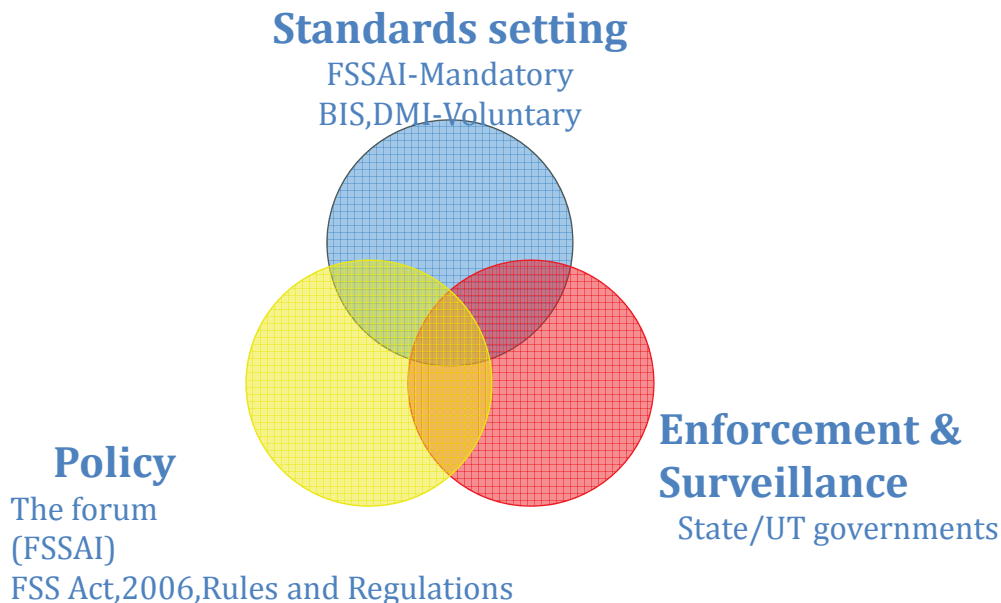 Standards setting
FSSAI-Mandatory
BIS,DMI-Voluntary
Policy
The forum
(FSSAI)
FSS Act,2006,Rules and Regulations
Enforcement &
Surveillance
State/UT governments